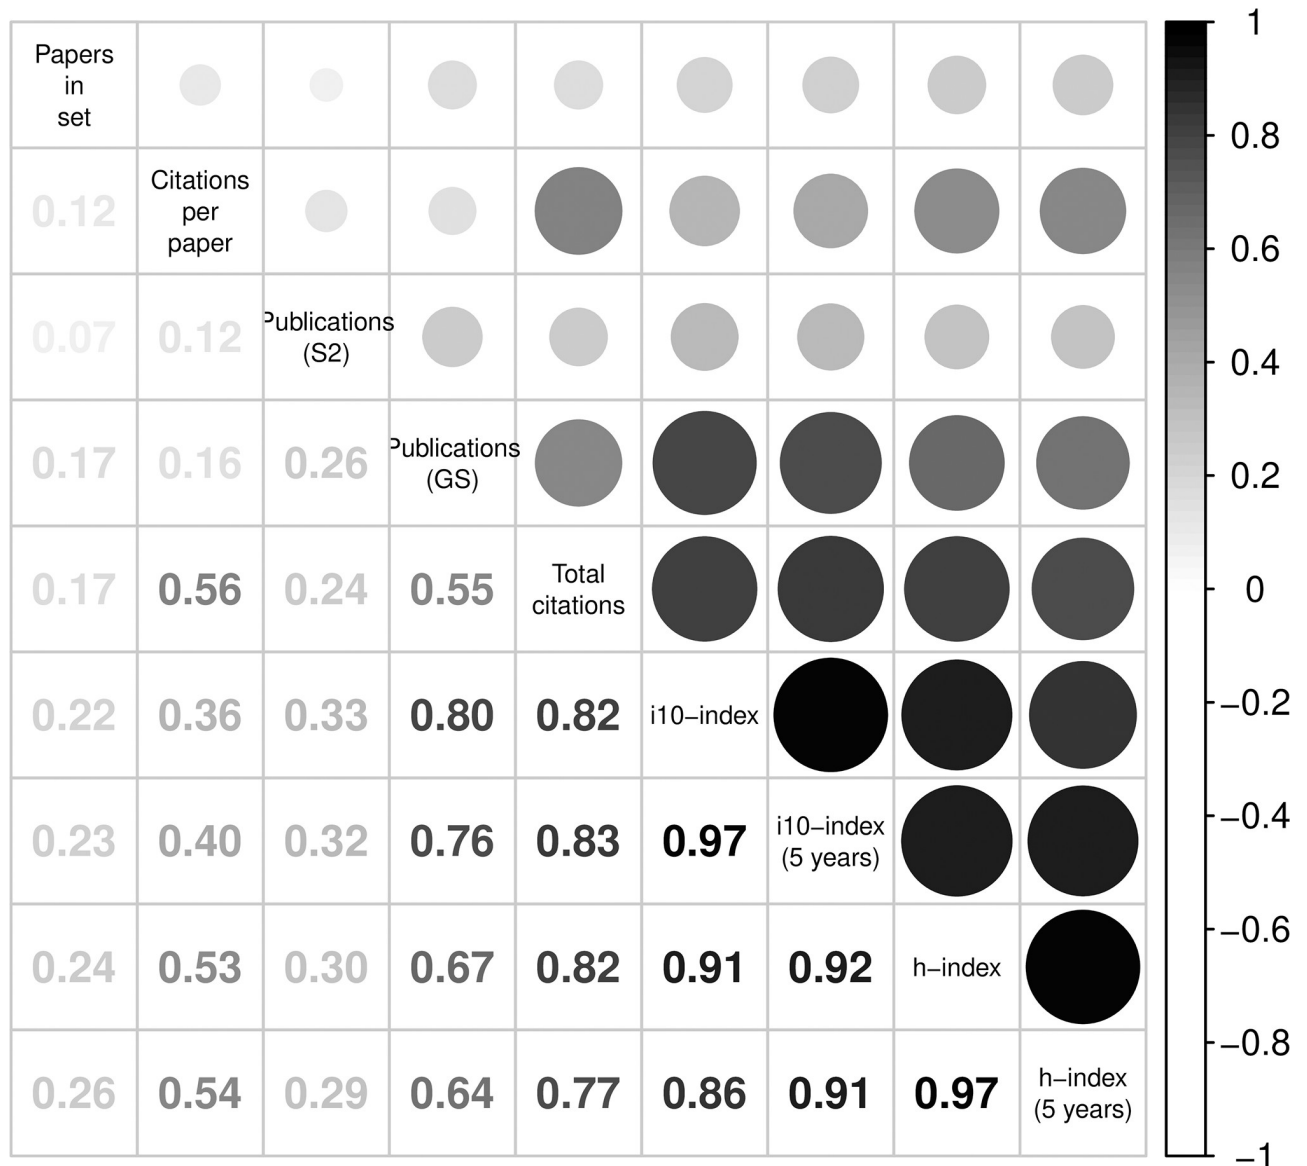 Papers
in
set
0.12
Citations
per
paper
0.07
0.12
Publications
(S2)
0.17
0.16
0.26
Publications
(GS)
0.17
0.56
0.24
0.55
Total
citations
0.22
0.36
0.33
0.80
0.82
i10−index
0.23
0.40
0.32
0.76
0.83
0.97
i10−index
(5 years)
0.24
0.53
0.30
0.67
0.82
0.91
0.92
h−index
0.26
0.54
0.29
0.64
0.77
0.86
0.91
0.97
h−index
(5 years)
1
0.8
0.6
0.4
0.2
0
−0.2
−0.4
−0.6
−0.8
−1